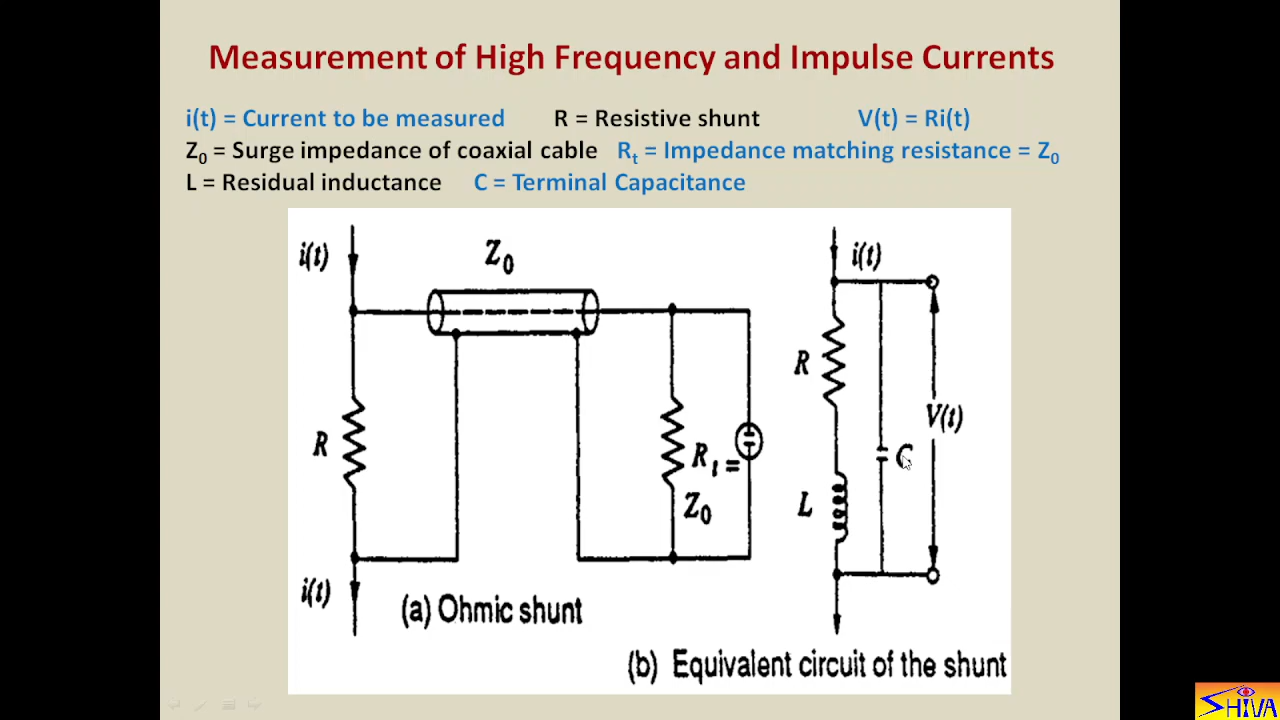 Measurement of High Frequency and Impulse Currents
i(t) = Current to be measured R = Resistive shunt V(t) = Ri(t)
Z₀ = Surge impedance of coaxial cable Rₜ = Impedance matching resistance = Z₀
L = Residual inductance C = Terminal Capacitance
i(t)
Z₀
R
Rₜ =
Z₀
i(t)
(a) Ohmic shunt
i(t)
R
V(t)
C
L
(b) Equivalent circuit of the shunt
SHIVA